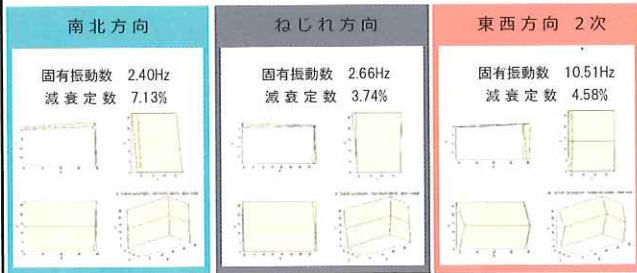 南北方向
固有振動数 2.40Hz
減衰定数 7.13%
ねじれ方向
固有振動数 2.66Hz
減衰定数 3.74%
東西方向 2次
固有振動数 10.51Hz
減衰定数 4.58%